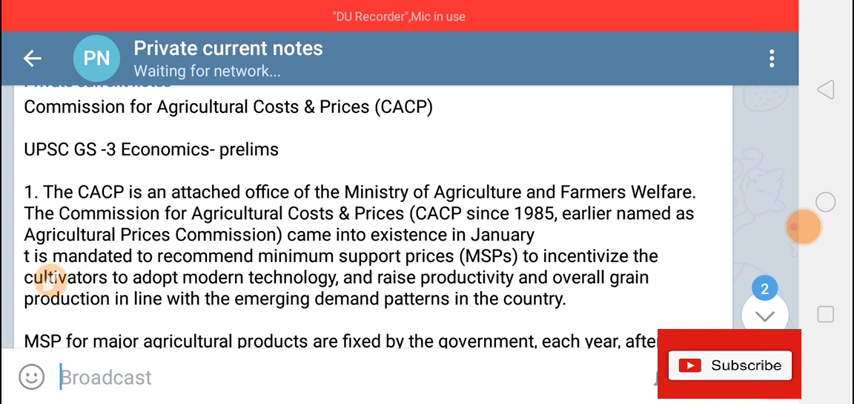 "DU Recorder",Mic in use
PN
Private current notes
Waiting for network...
Commission for Agricultural Costs & Prices (CACP)
UPSC GS -3 Economics- prelims
1. The CACP is an attached office of the Ministry of Agriculture and Farmers Welfare.
The Commission for Agricultural Costs & Prices (CACP since 1985, earlier named as
Agricultural Prices Commission) came into existence in January
t is mandated to recommend minimum support prices (MSPs) to incentivize the
cultivators to adopt modern technology, and raise productivity and overall grain
production in line with the emerging demand patterns in the country.
2
MSP for major agricultural products are fixed by the government, each year, afte
Subscribe
Broadcast